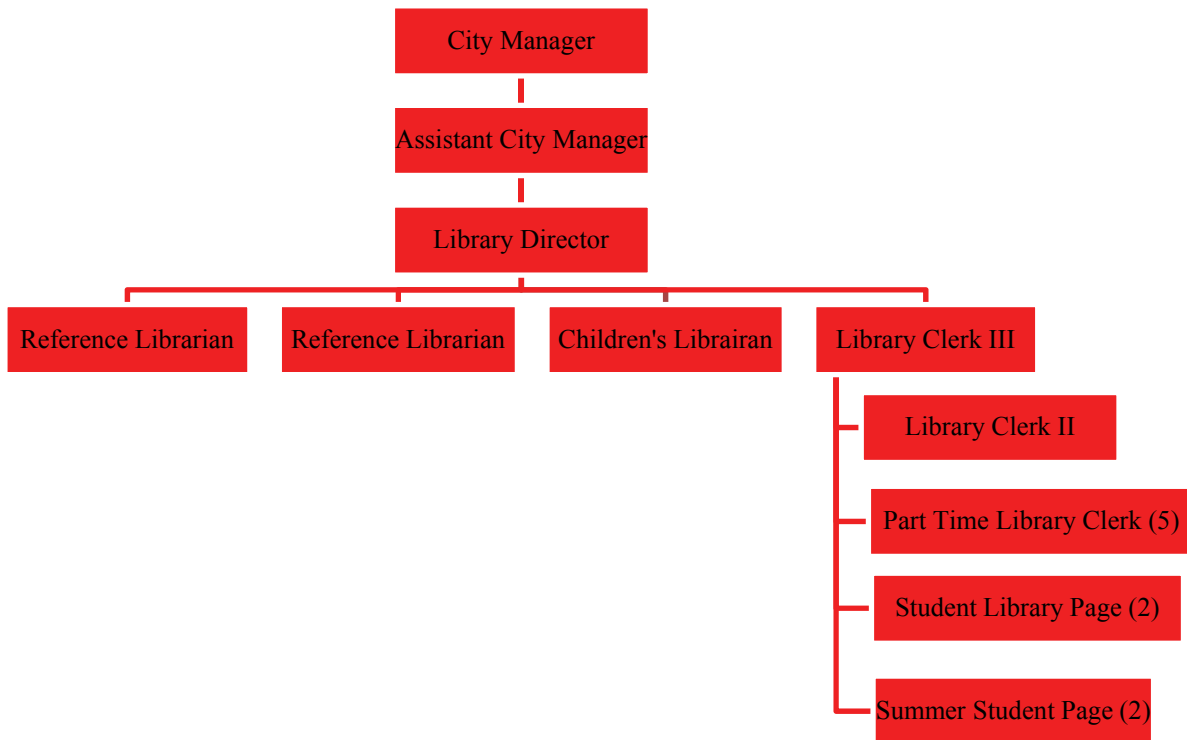 City Manager
Assistant City Manager
Library Director
Reference Librarian
Reference Librarian
Children's Librairan
Library Clerk III
Library Clerk II
Part Time Library Clerk (5)
Student Library Page (2)
Summer Student Page (2)